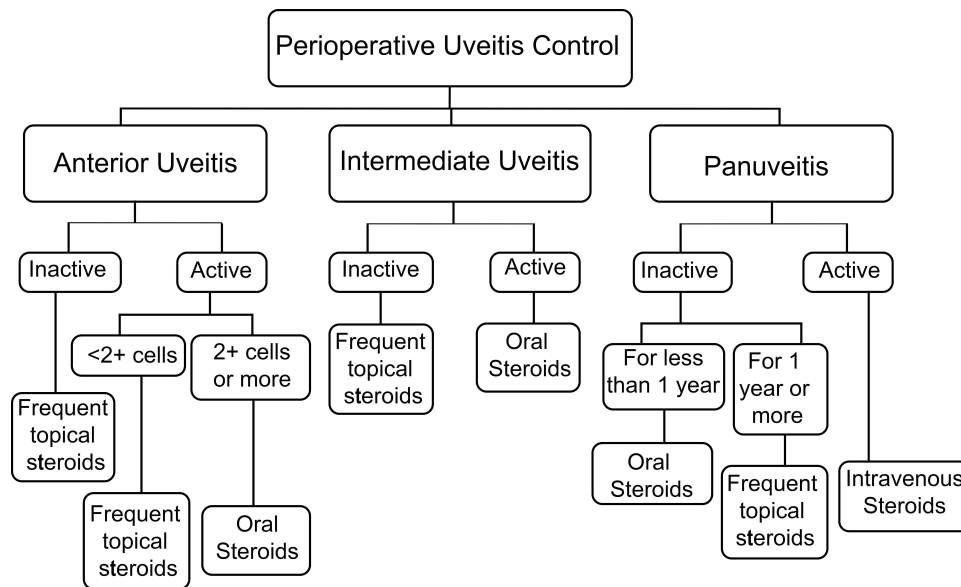 Perioperative Uveitis Control
Anterior Uveitis
Intermediate Uveitis
Panuveitis
Inactive
Active
Inactive
Active
Inactive
Active
<2+ cells
2+ cells
or more
Frequent
topical
steroids
Oral
Steroids
For less
than 1 year
For 1
year or
more
Frequent
topical
steroids
Frequent
topical
steroids
Oral
Steroids
Oral
Steroids
Frequent
topical
steroids
Intravenous
Steroids